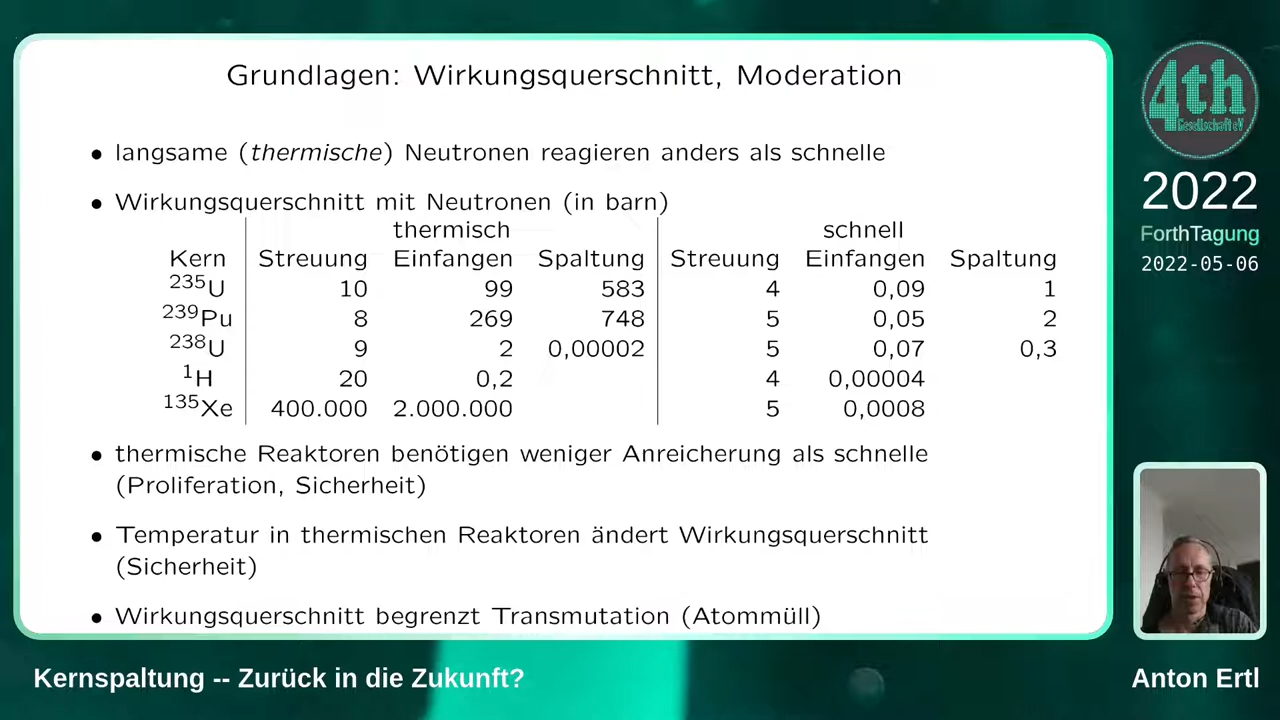 Grundlagen: Wirkungsquerschnitt, Moderation
• langsame (thermische) Neutronen reagieren anders als schnelle
• Wirkungsquerschnitt mit Neutronen (in barn)
thermisch schnell
Kern Streuung Einfangen Spaltung Streuung Einfangen Spaltung
²³⁵U 10 99 583 4 0,09 1
²³⁹Pu 8 269 748 5 0,05 2
²³⁸U 9 2 0,00002 5 0,07 0,3
¹H 20 0,2 4 0,00004
¹³⁵Xe 400.000 2.000.000 5 0,0008
• thermische Reaktoren benötigen weniger Anreicherung als schnelle
(Proliferation, Sicherheit)
• Temperatur in thermischen Reaktoren ändert Wirkungsquerschnitt
(Sicherheit)
• Wirkungsquerschnitt begrenzt Transmutation (Atommüll)
4th
Gesellschaft eV
2022
ForthTagung
2022-05-06
Kernspaltung -- Zurück in die Zukunft?
Anton Ertl